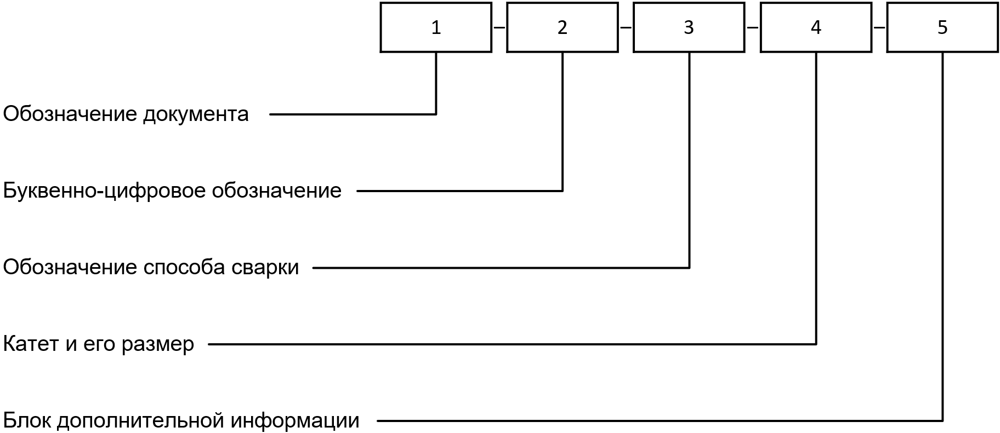 1 – 2 – 3 – 4 – 5
Обозначение документа
Буквенно-цифровое обозначение
Обозначение способа сварки
Катет и его размер
Блок дополнительной информации